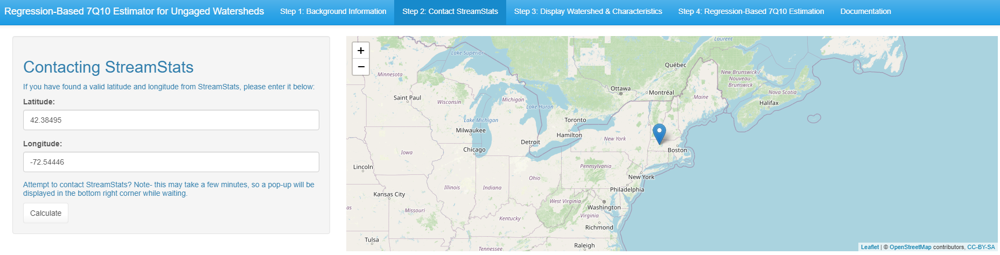 Regression-Based 7Q10 Estimator for Ungaged Watersheds
Step 1: Background Information
Step 2: Contact StreamStats
Step 3: Display Watershed & Characteristics
Step 4: Regression-Based 7Q10 Estimation
Documentation
Contacting StreamStats
If you have found a valid latitude and longitude from StreamStats, please enter it below:
Latitude:
42.38495
Longitude:
-72.54446
Attempt to contact StreamStats? Note- this may take a few minutes, so a pop-up will be
displayed in the bottom right corner while waiting.
Calculate
+
−
Laurent
Lake Superior
Québec
Minnesota
New Brunswick /
Nouveau-
Brunswick
Ottawa
Montréal
Nova Scotia
Saint Paul
Wisconsin
Michigan
Maine
Halifax
Lake Huron
Lake Michigan
Toronto
Milwaukee
Hamilton
New York
Detroit
Chicago
Boston
Iowa
Lincoln
Pennsylvania
New York
Ohio
Illinois
Indiana
Philadelphia
Kansas City
West Virginia
Washington
as
Missouri
Kentucky
Virginia
Richmond
Tulsa
Tennessee
Raleigh
Leaflet | © OpenStreetMap contributors, CC-BY-SA